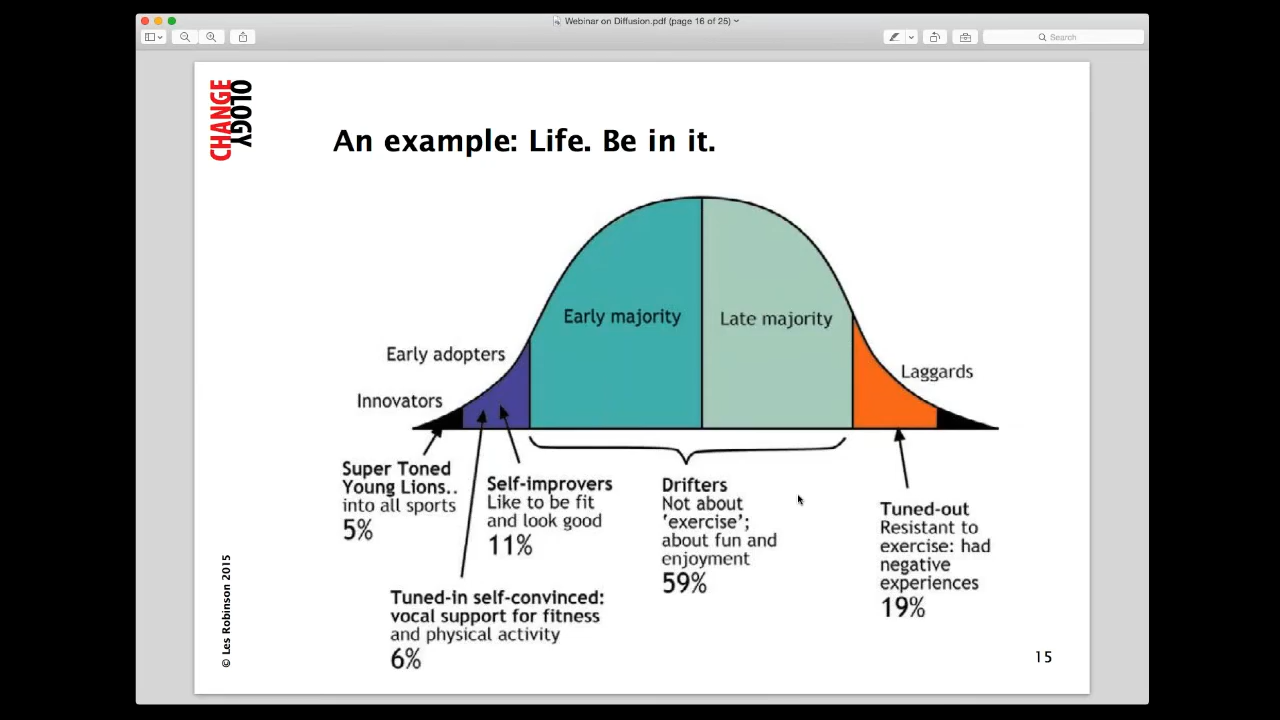 Webinar on Diffusion.pdf (page 16 of 25)
Search
CHANGE
OLOGY
An example: Life. Be in it.
Early majority
Late majority
Early adopters
Laggards
Innovators
Super Toned
Young Lions..
into all sports
5%
Self-improvers
Like to be fit
and look good
11%
Drifters
Not about
'exercise';
about fun and
enjoyment
59%
Tuned-out
Resistant to
exercise: had
negative
experiences
19%
Tuned-in self-convinced:
vocal support for fitness
and physical activity
6%
© Les Robinson 2015
15